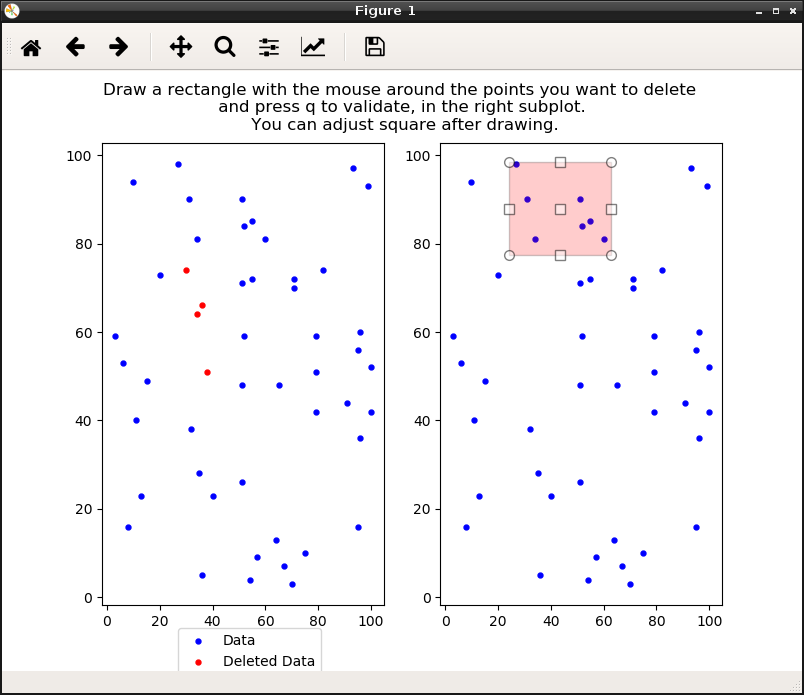 Figure 1
Draw a rectangle with the mouse around the points you want to delete
and press q to validate, in the right subplot.
You can adjust square after drawing.
100
80
60
40
20
0
0 20 40 60 80 100
100
80
60
40
20
0
0 20 40 60 80 100
Data
Deleted Data